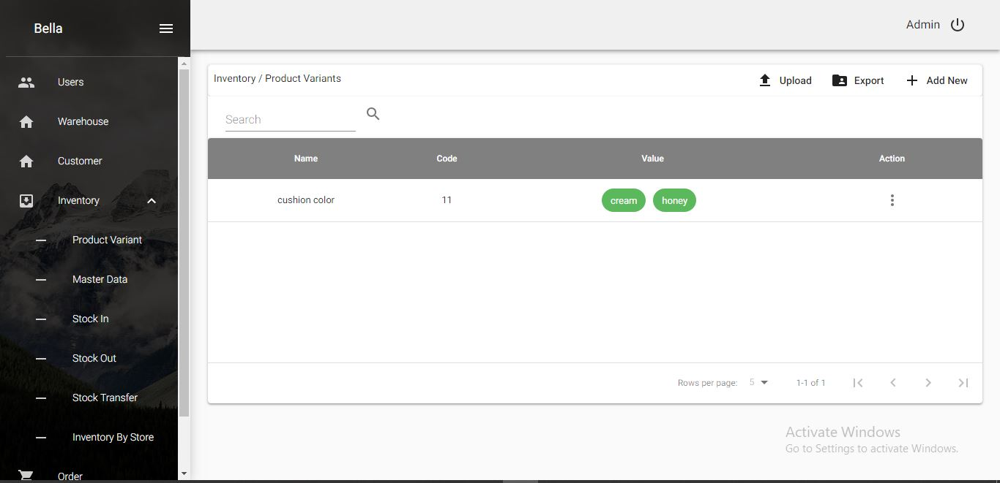 Bella
Admin
Users
Warehouse
Customer
Inventory
Product Variant
Master Data
Stock In
Stock Out
Stock Transfer
Inventory By Store
Order
Inventory / Product Variants
Upload Export Add New
Search
Name Code Value Action
cushion color 11 cream honey
Rows per page: 5 1-1 of 1
Activate Windows
Go to Settings to activate Windows.